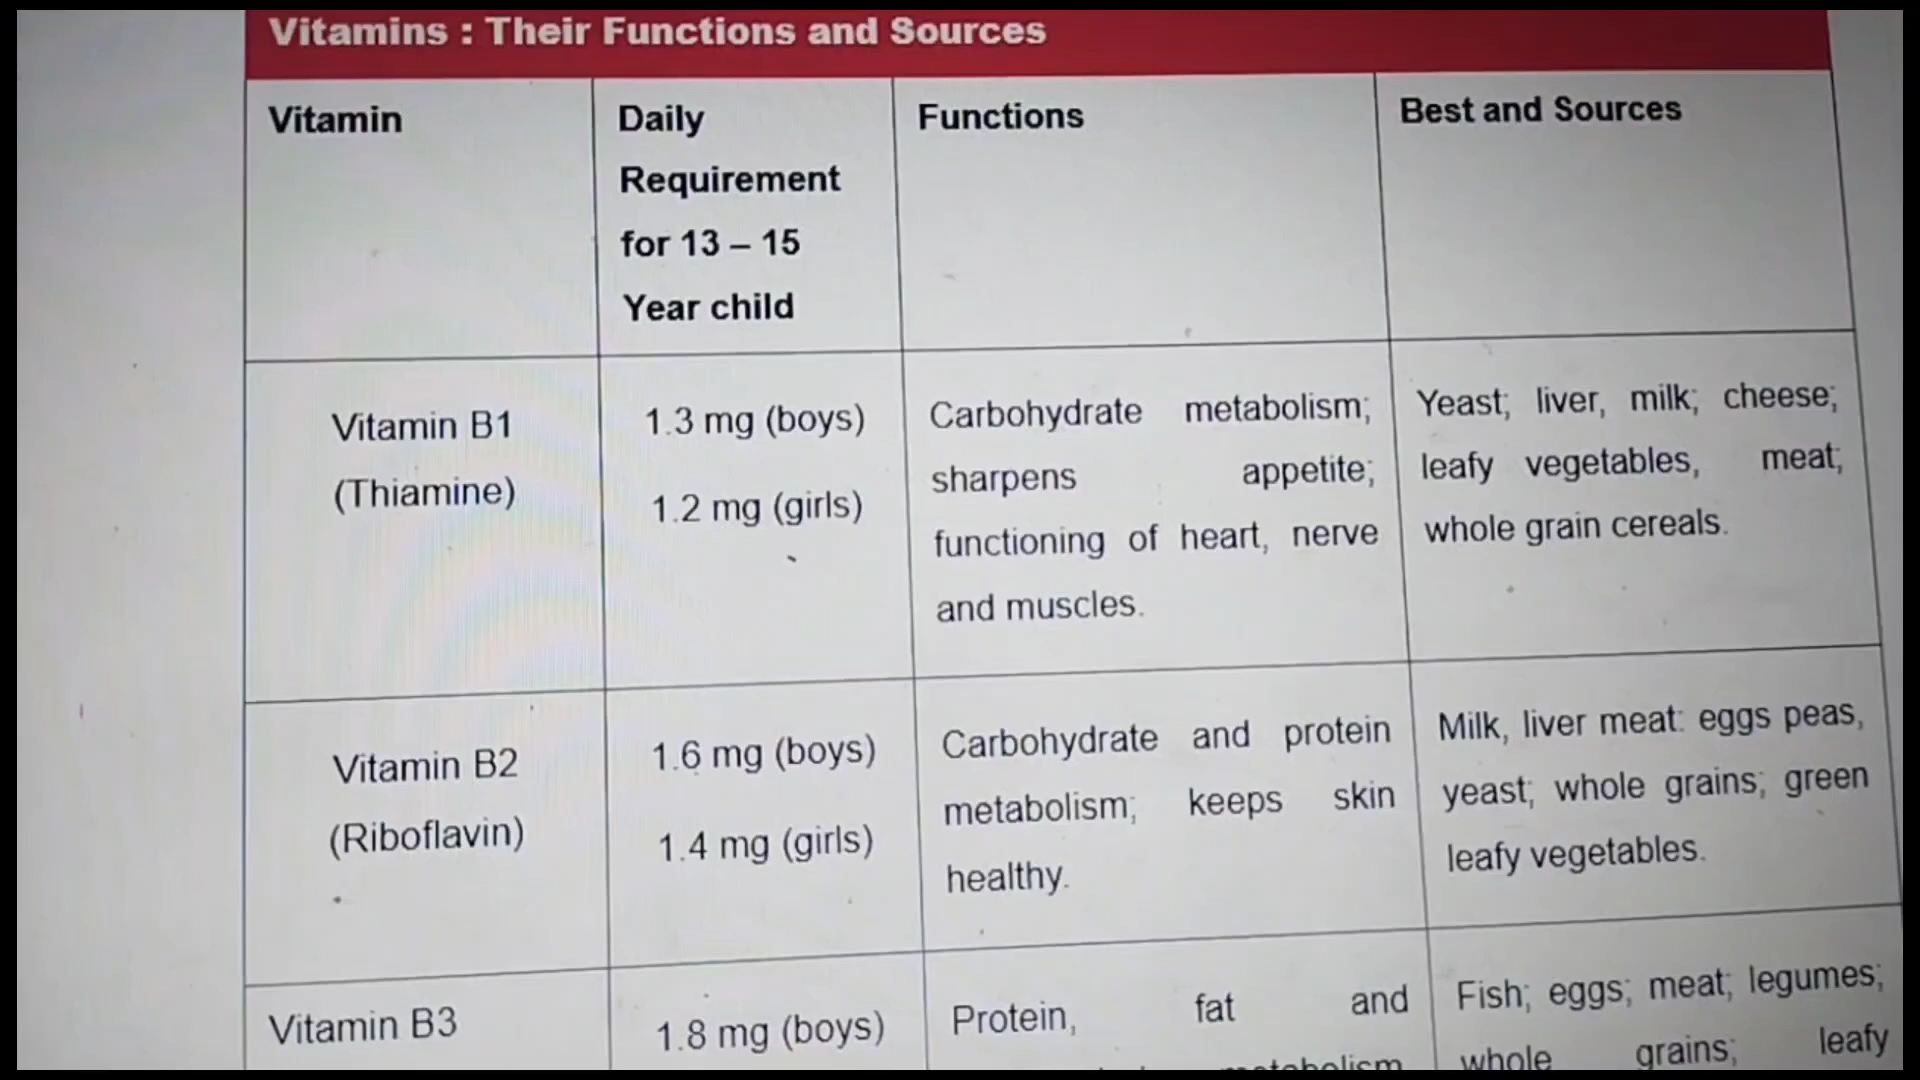 Vitamins : Their Functions and Sources
Vitamin
Daily
Requirement
for 13 – 15
Year child
Functions
Best and Sources
Vitamin B1
(Thiamine)
1.3 mg (boys)
1.2 mg (girls)
Carbohydrate metabolism;
sharpens appetite;
functioning of heart, nerve
and muscles.
Yeast; liver, milk; cheese;
leafy vegetables, meat;
whole grain cereals.
Vitamin B2
(Riboflavin)
1.6 mg (boys)
1.4 mg (girls)
Carbohydrate and protein
metabolism; keeps skin
healthy.
Milk, liver meat: eggs peas,
yeast; whole grains; green
leafy vegetables.
Vitamin B3
1.8 mg (boys)
Protein, fat and
metabolism
Fish; eggs; meat; legumes;
whole grains; leafy